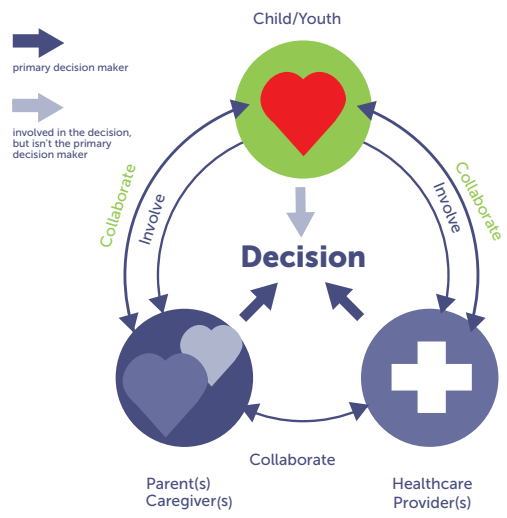 Child/Youth
primary decision maker
involved in the decision,
but isn't the primary
decision maker
Collaborate
Involve
Involve
Collaborate
Decision
Collaborate
Parent(s)
Caregiver(s)
Healthcare
Provider(s)